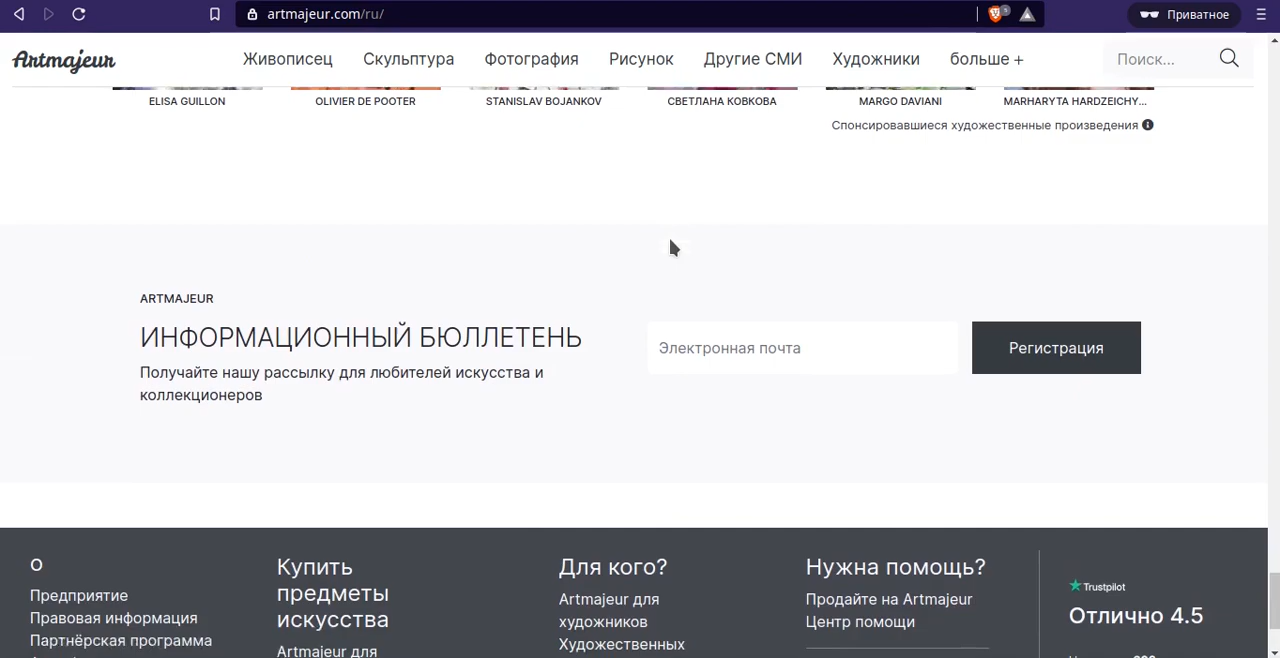 artmajeur.com/ru/
5
Приватное
Artmajeur
Живописец
Скульптура
Фотография
Рисунок
Другие СМИ
Художники
больше +
Поиск...
ELISA GUILLON
OLIVIER DE POOTER
STANISLAV BOJANKOV
СВЕТЛАНА КОВКОВА
MARGO DAVIANI
MARHARYTA HARDZEICHY...
Спонсировавшиеся художественные произведения
ARTMAJEUR
ИНФОРМАЦИОННЫЙ БЮЛЛЕТЕНЬ
Получайте нашу рассылку для любителей искусства и
коллекционеров
Электронная почта
Регистрация
О
Предприятие
Правовая информация
Партнёрская программа
Купить
предметы
искусства
Artmajeur для
Для кого?
Artmajeur для
художников
Художественных
Нужна помощь?
Продайте на Artmajeur
Центр помощи
Trustpilot
Отлично 4.5